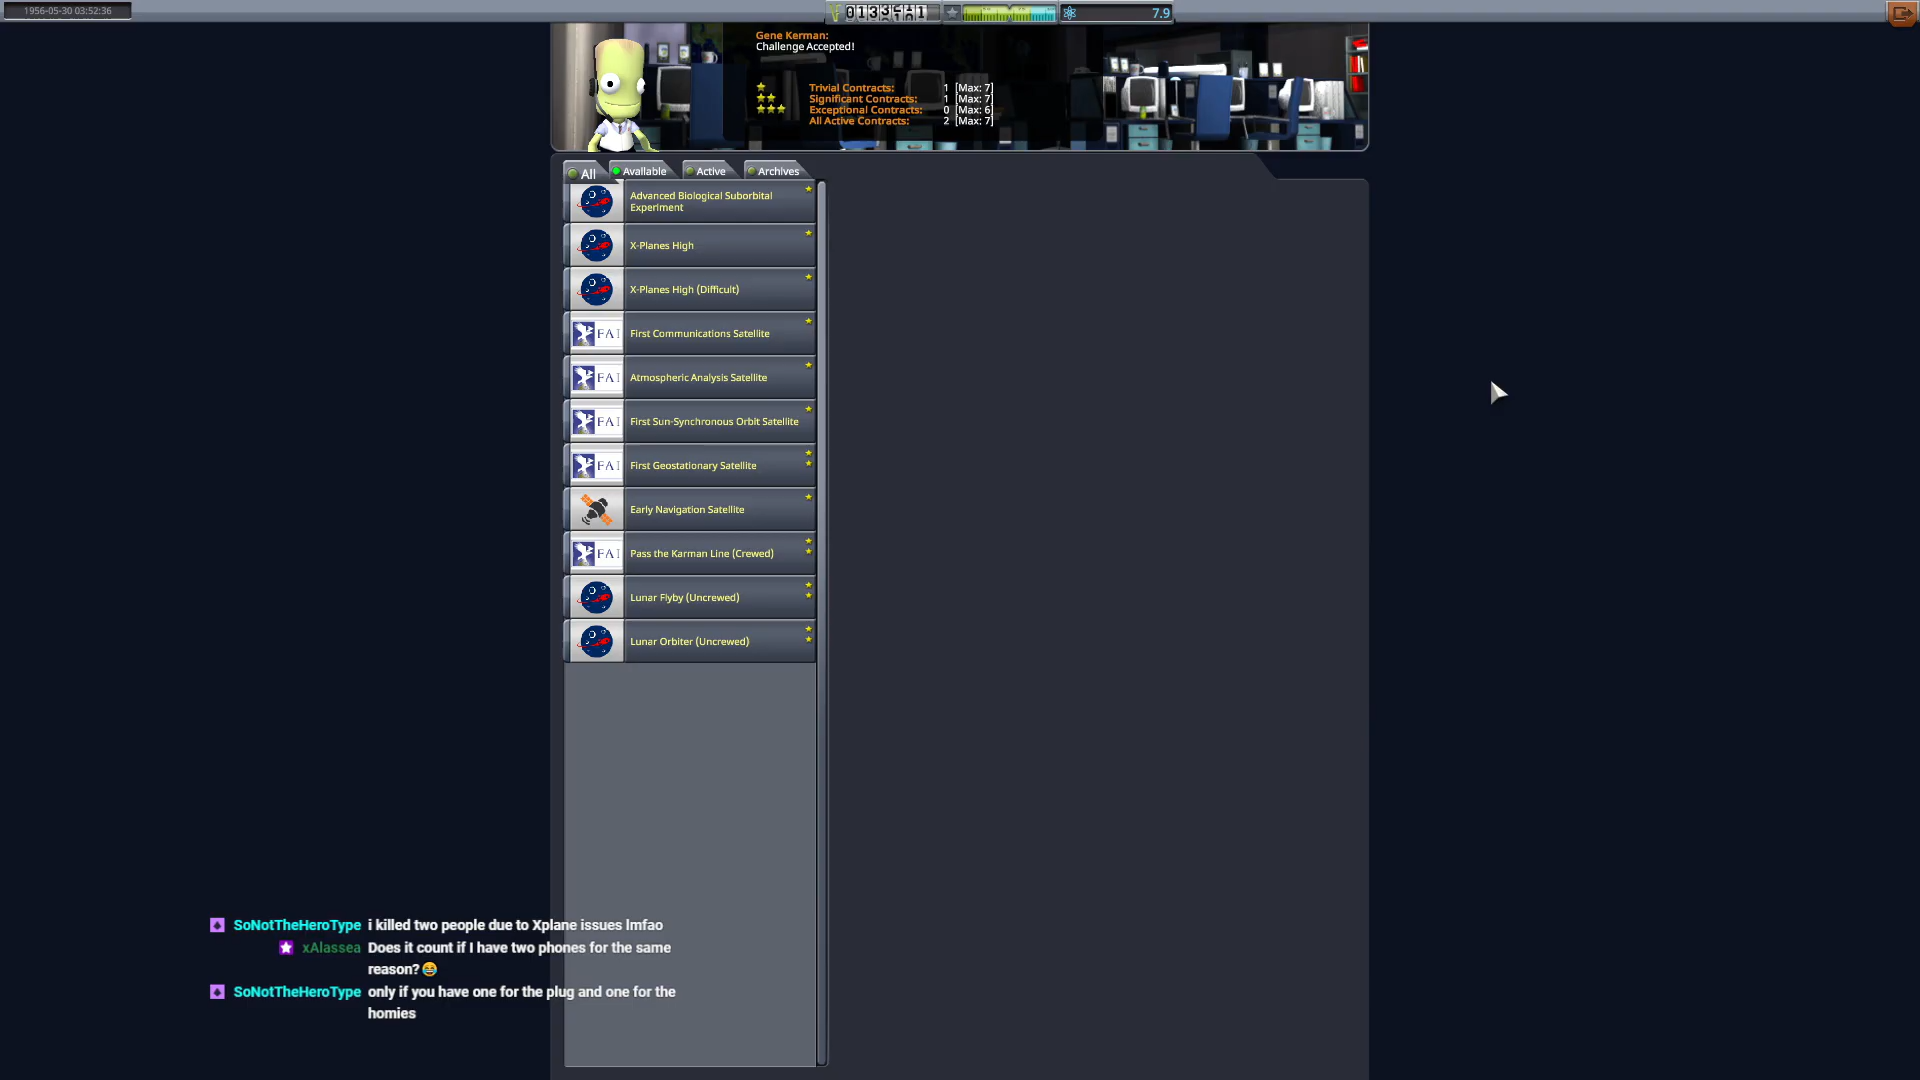 1956-05-30 03:52:36
7.9
Gene Kerman:
Challenge Accepted!
Trivial Contracts: 1 [Max: 7]
Significant Contracts: 1 [Max: 7]
Exceptional Contracts: 0 [Max: 6]
All Active Contracts: 2 [Max: 7]
All Available Active Archives
Advanced Biological Suborbital
Experiment
X-Planes High
X-Planes High (Difficult)
FAI First Communications Satellite
FAI Atmospheric Analysis Satellite
FAI First Sun-Synchronous Orbit Satellite
FAI First Geostationary Satellite
Early Navigation Satellite
FAI Pass the Karman Line (Crewed)
Lunar Flyby (Uncrewed)
Lunar Orbiter (Uncrewed)
SoNotTheHeroType i killed two people due to Xplane issues lmfao
xAlassea Does it count if I have two phones for the same
reason? 😂
SoNotTheHeroType only if you have one for the plug and one for the
homies